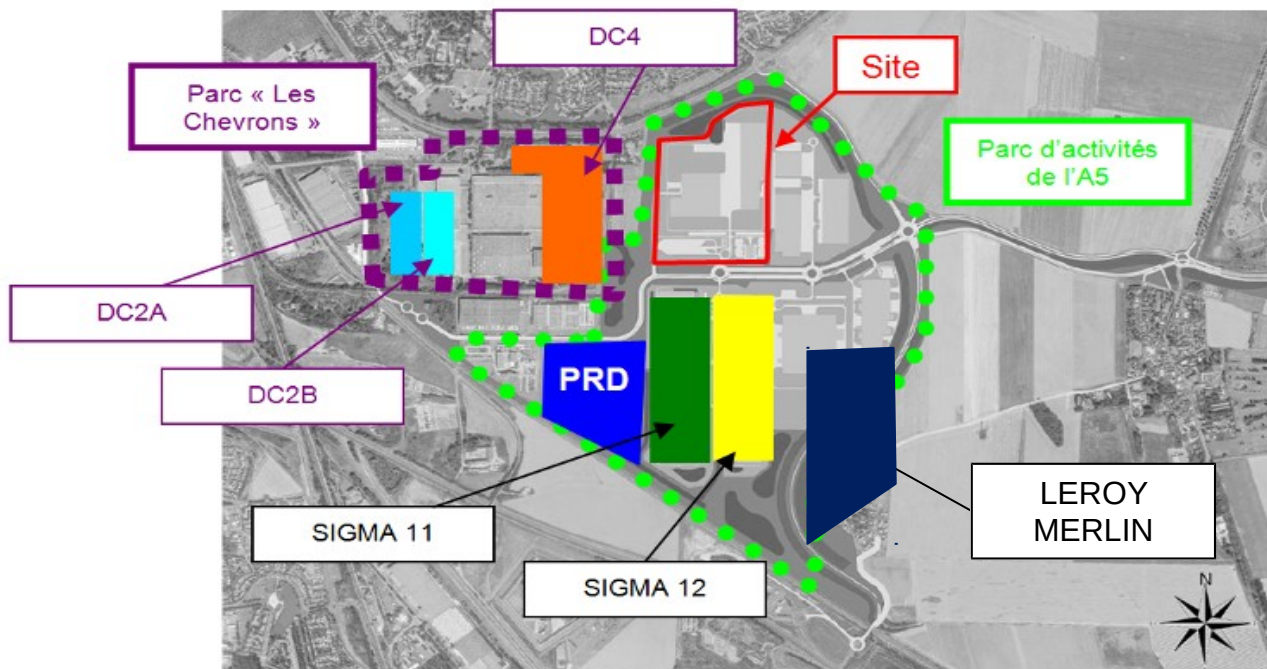 DC4
Site
Parc « Les
Chevrons »
Parc d'activités
de l'A5
DC2A
PRD
DC2B
LEROY
MERLIN
SIGMA 11
SIGMA 12
N